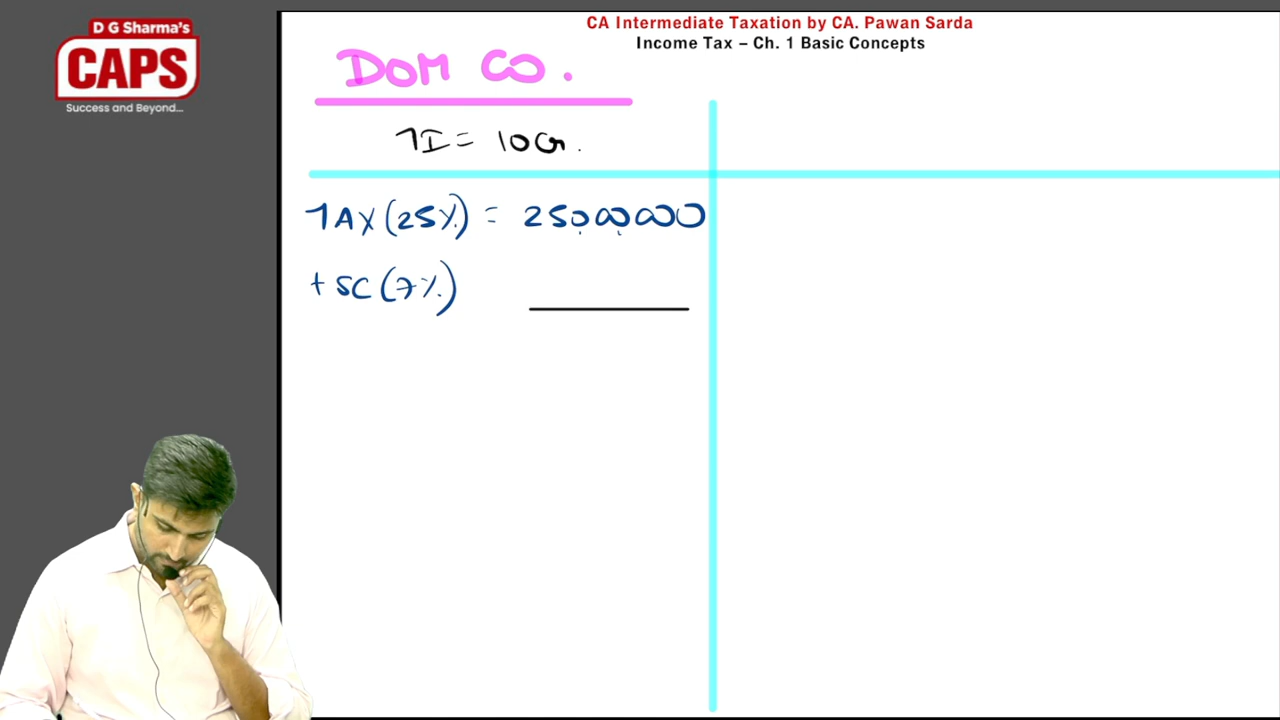 D G Sharma's
CAPS
Success and Beyond...
CA Intermediate Taxation by CA. Pawan Sarda
Income Tax – Ch. 1 Basic Concepts
DOM CO.
TI = 10Cr.
TAX (25%) = 25000000
+ SC (7%)